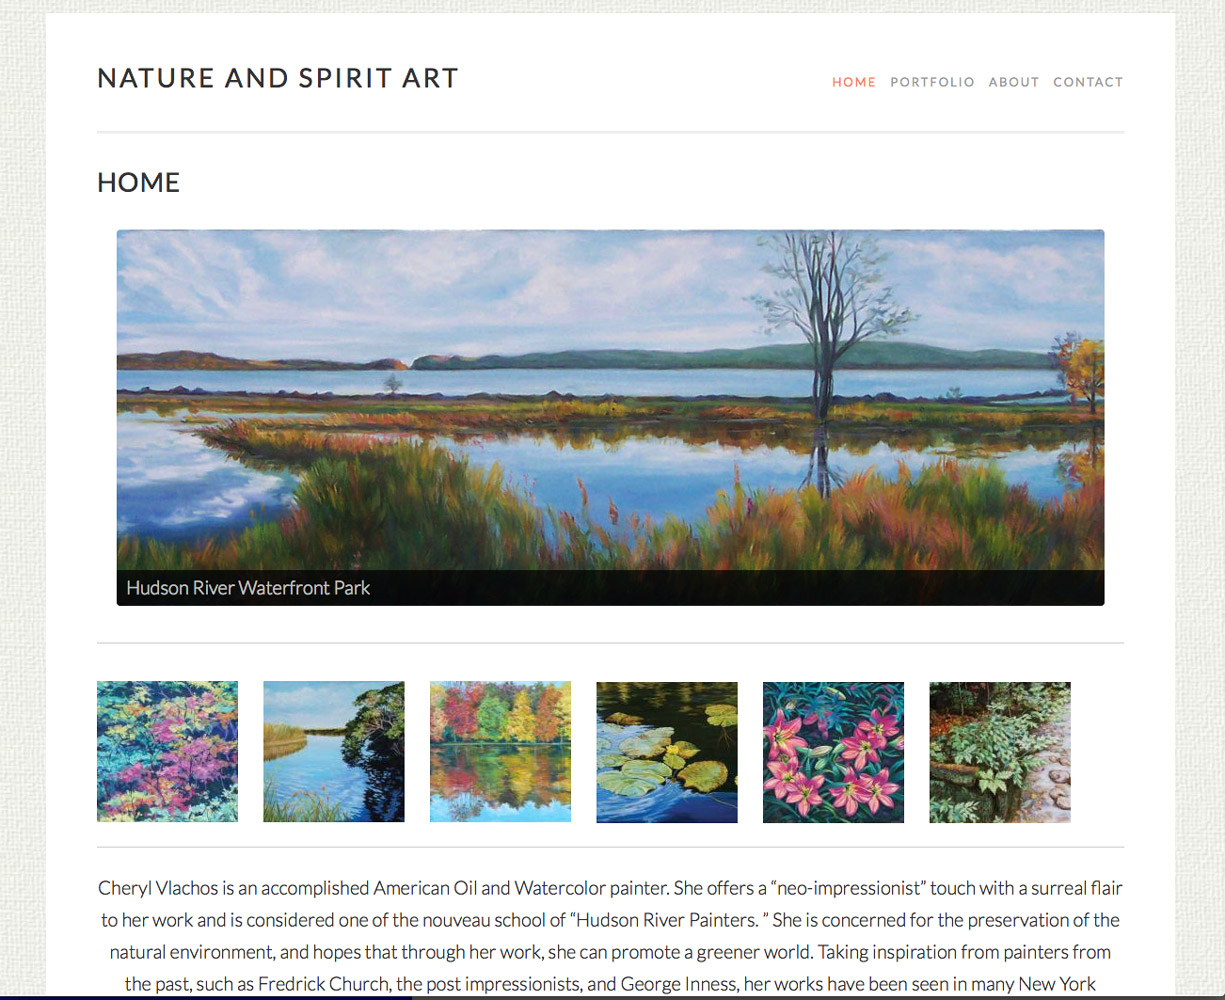 NATURE AND SPIRIT ART
HOME PORTFOLIO ABOUT CONTACT
HOME
Hudson River Waterfront Park
Cheryl Vlachos is an accomplished American Oil and Watercolor painter. She offers a “neo-impressionist” touch with a surreal flair
to her work and is considered one of the nouveau school of “Hudson River Painters. ” She is concerned for the preservation of the
natural environment, and hopes that through her work, she can promote a greener world. Taking inspiration from painters from
the past, such as Fredrick Church, the post impressionists, and George Inness, her works have been seen in many New York